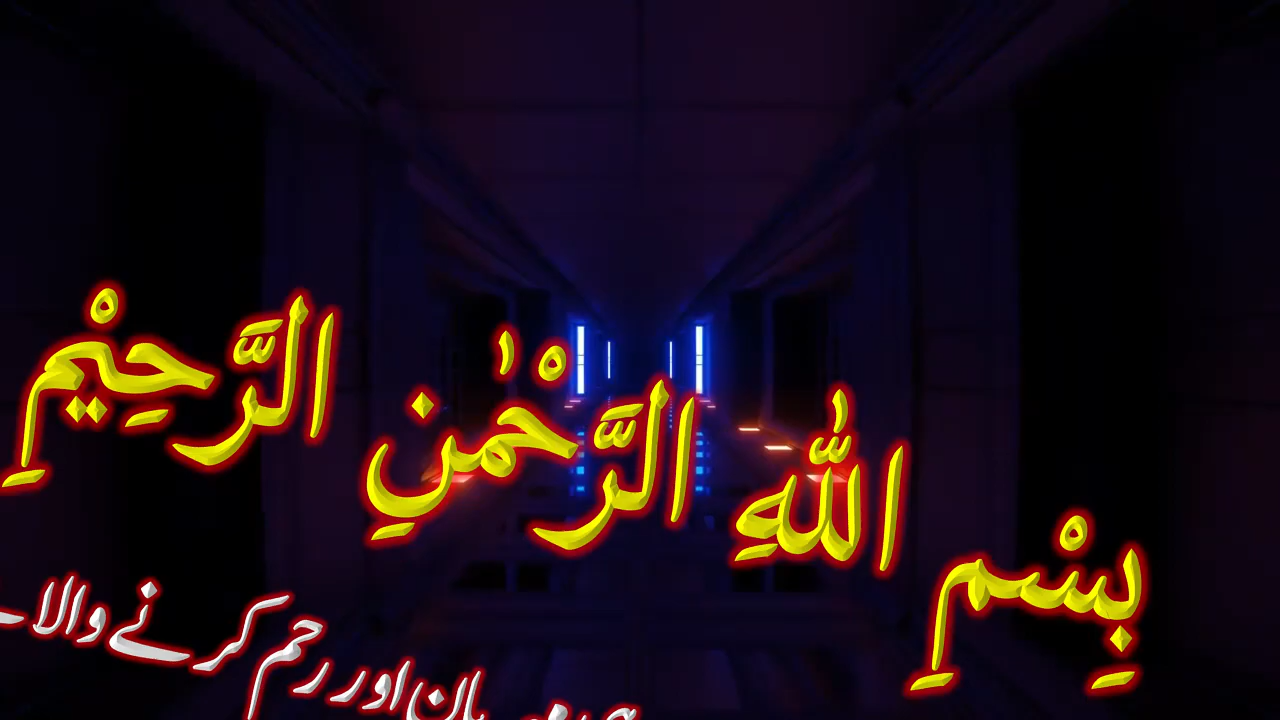 بِسْمِ اللّٰهِ الرَّحْمٰنِ الرَّحِيْمِ
اور رحم کرنے والا